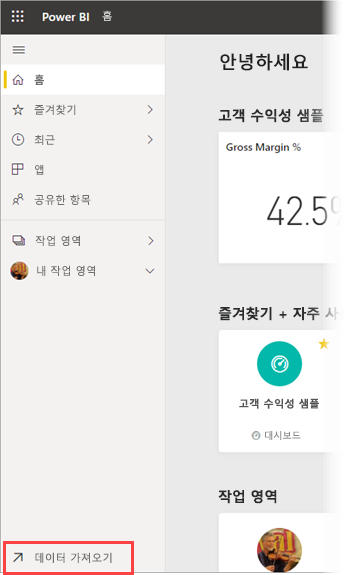 Power BI 홈
홈
즐겨찾기
최근
앱
공유한 항목
작업 영역
내 작업 영역
데이터 가져오기
안녕하세요
고객 수익성 샘플
Gross Margin %
42.5%
즐겨찾기 + 자주 사
고객 수익성 샘플
대시보드
작업 영역